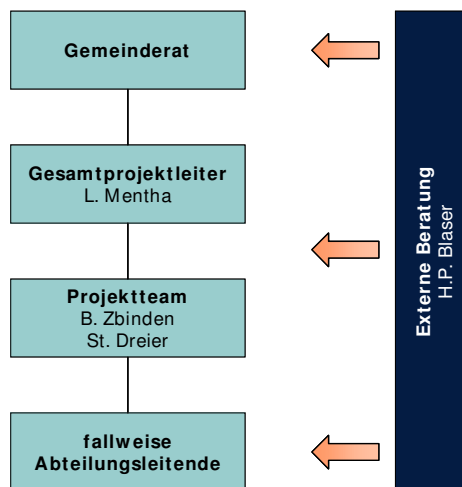 Gemeinderat
Gesamtprojektleiter
L. Mentha
Projektteam
B. Zbinden
St. Dreier
fallweise
Abteilungsleitende
Externe Beratung
H.P. Blaser